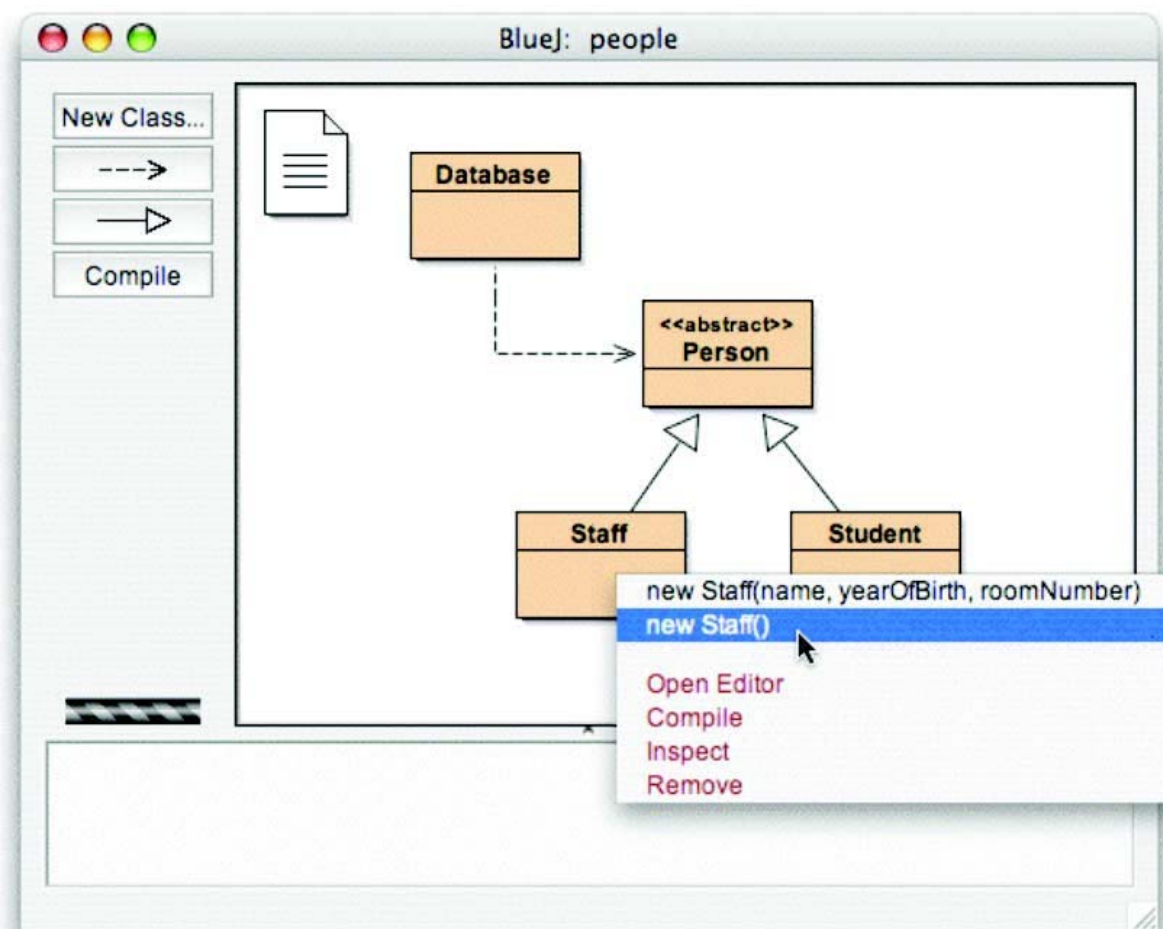 BlueJ: people
New Class...
Compile
Database
<<abstract>>
Person
Staff
Student
new Staff(name, yearOfBirth, roomNumber)
new Staff()
Open Editor
Compile
Inspect
Remove